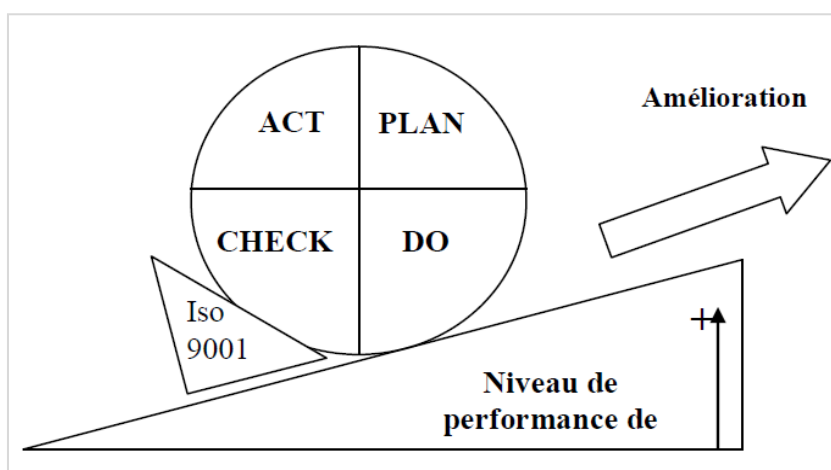 ACT PLAN
Amélioration
CHECK DO
Iso
9001
+
Niveau de
performance de